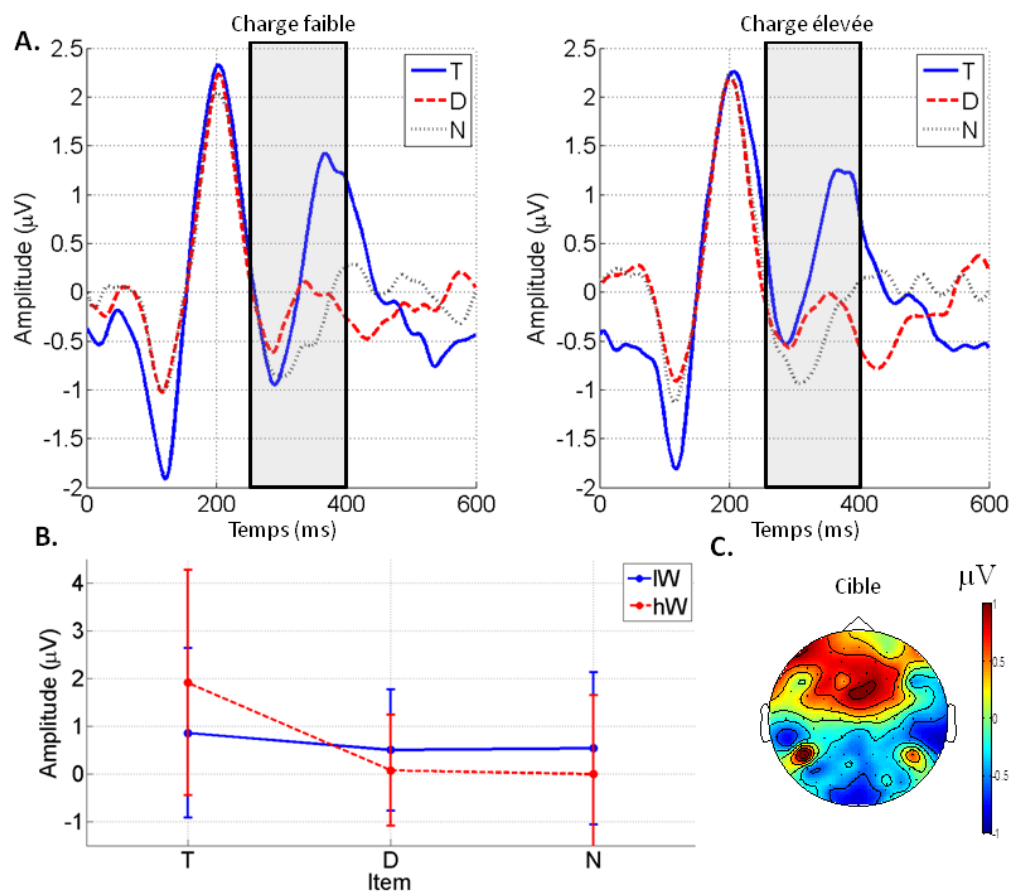 A.
Charge faible
2.5
2
1.5
1
0.5
0
-0.5
-1
-1.5
-2
Amplitude (μV)
0
200
400
600
Temps (ms)
T
D
N
Charge élevée
2.5
2
1.5
1
0.5
0
-0.5
-1
-1.5
-2
Amplitude (μV)
0
200
400
600
Temps (ms)
T
D
N
B.
4
3
2
1
0
-1
Amplitude (μV)
T
D
N
Item
lW
hW
C.
Cible
μV
1
0.5
0
-0.5
-1